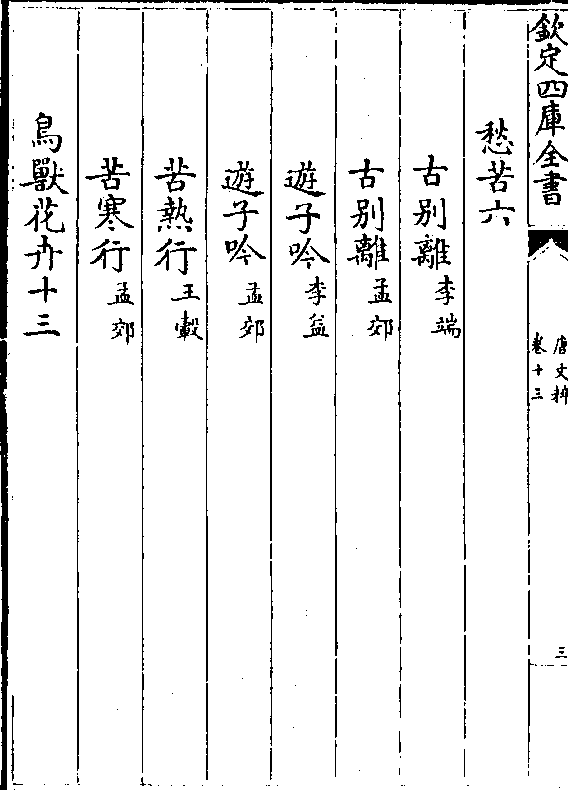 欽定四庫全書
唐文粹
卷十三
三
愁苦六
古別離李端
古別離孟郊
遊子吟李益
遊子吟孟郊
苦熱行王轂
苦寒行孟郊
鳥獸花卉十三